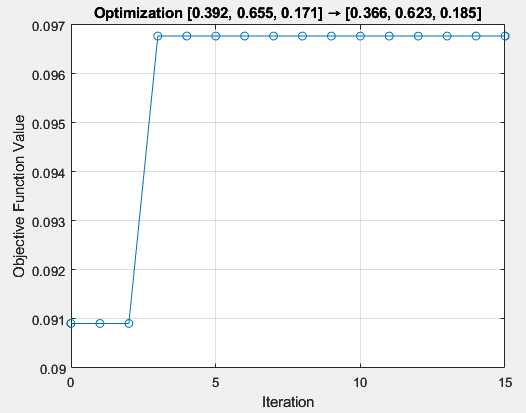 Optimization [0.392, 0.655, 0.171] → [0.366, 0.623, 0.185]
0.097
0.096
0.095
0.094
0.093
0.092
0.091
0.09
Objective Function Value
0 5 10 15
Iteration